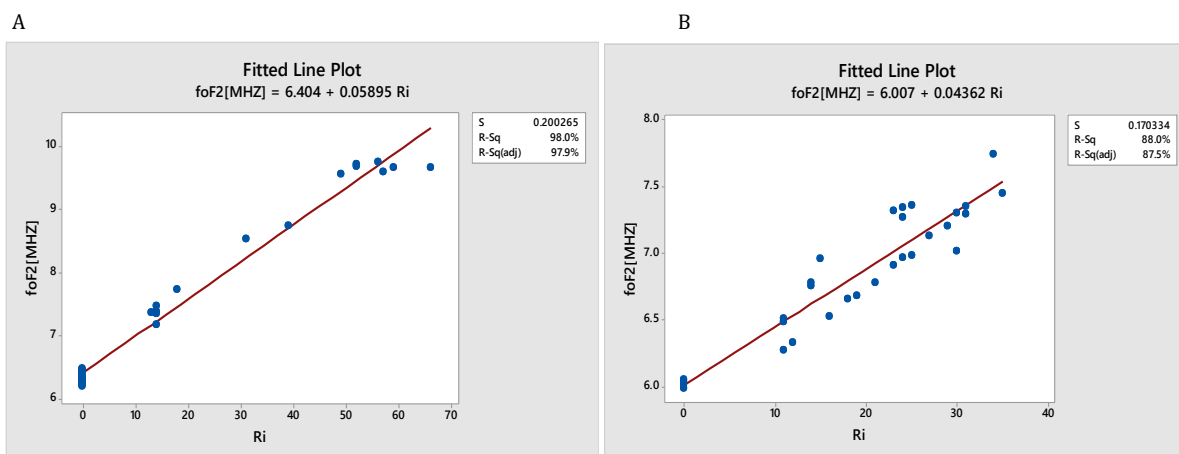 A
Fitted Line Plot
foF2[MHZ] = 6.404 + 0.05895 Ri
S 0.200265
R-Sq 98.0%
R-Sq(adj) 97.9%
foF2[MHZ]
10
9
8
7
6
0 10 20 30 40 50 60 70
Ri
B
Fitted Line Plot
foF2[MHZ] = 6.007 + 0.04362 Ri
S 0.170334
R-Sq 88.0%
R-Sq(adj) 87.5%
foF2[MHZ]
8.0
7.5
7.0
6.5
6.0
0 10 20 30 40
Ri